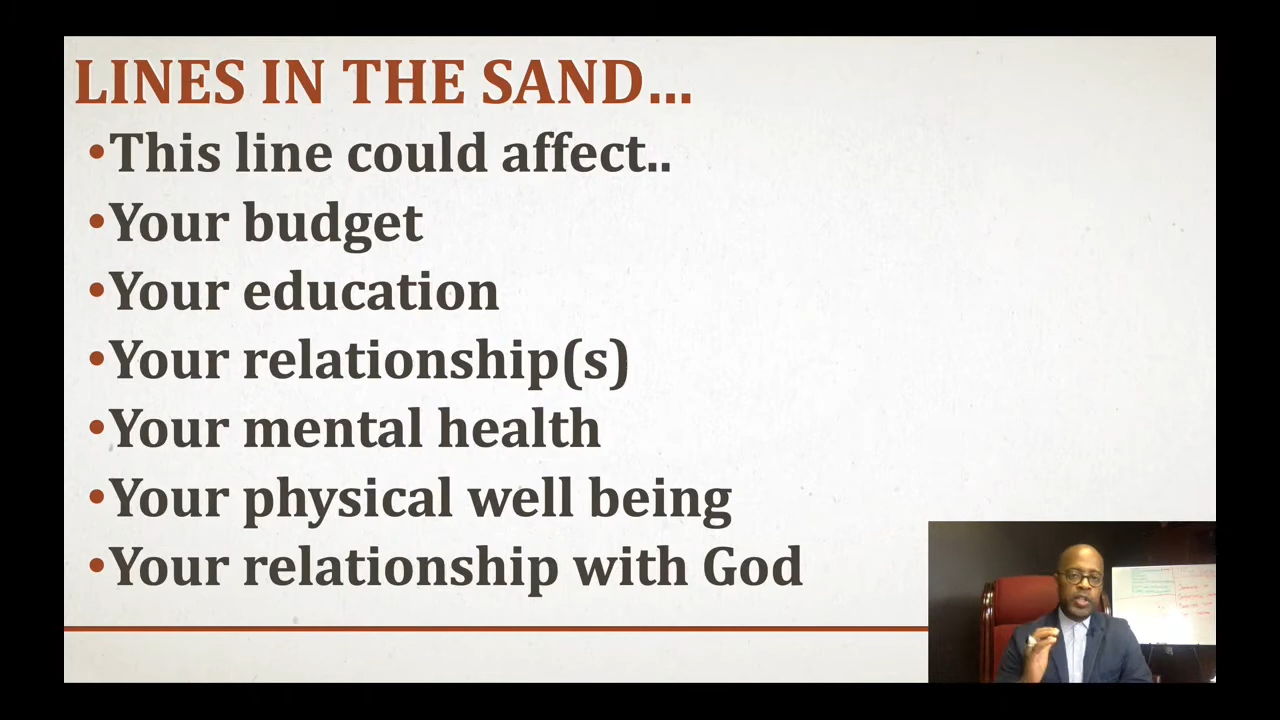 LINES IN THE SAND...
•This line could affect..
•Your budget
•Your education
•Your relationship(s)
•Your mental health
•Your physical well being
•Your relationship with God